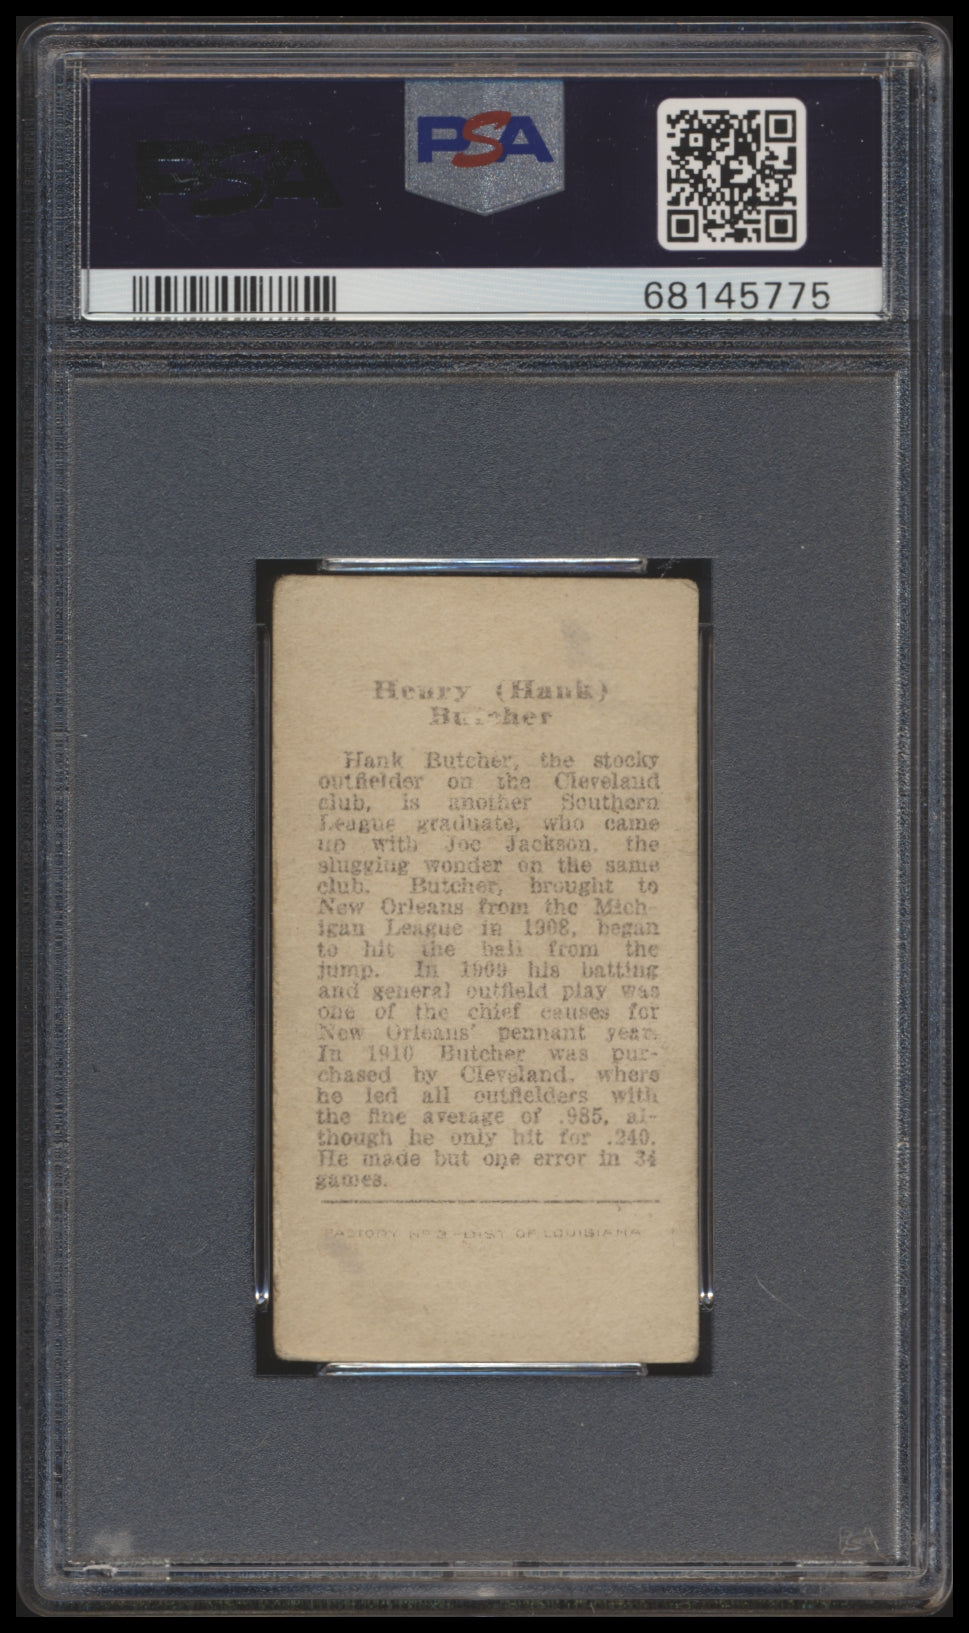 PSA
PSA
68145775
Henry (Hank)
Butcher
Hank Butcher, the stocky
outfielder on the Cleveland
club, is another Southern
League graduate, who came
up with Joe Jackson, the
slugging wonder on the same
club. Butcher, brought to
New Orleans from the Mich-
igan League in 1908, began
to hit the ball from the
jump. In 1909 his batting
and general outfield play was
one of the chief causes for
New Orleans' pennant year.
In 1910 Butcher was pur-
chased by Cleveland, where
he led all outfielders with
the fine average of .985, al-
though he only hit for .240.
He made but one error in 34
games.
FACTORY Nº 3 - DIST OF LOUISIANA
PSA